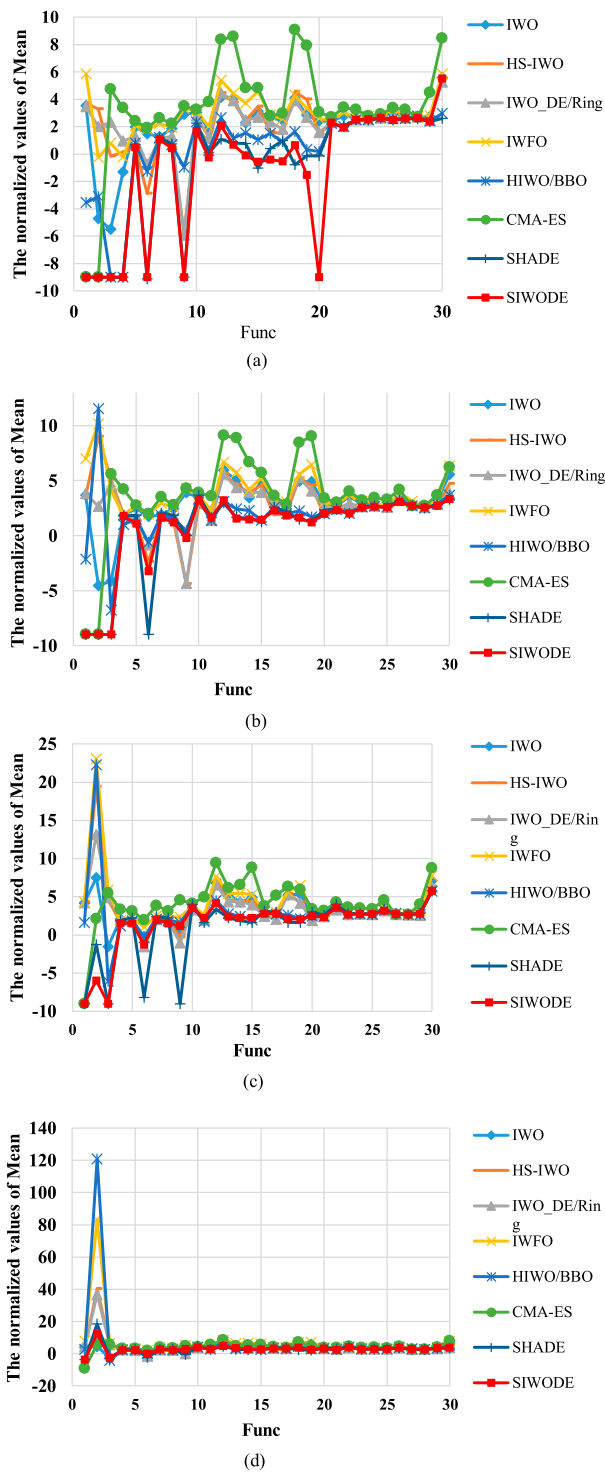 (a)
The normalized values of Mean
10
8
6
4
2
0
-2
-4
-6
-8
-10
0
10
20
30
Func
IWO
HS-IWO
IWO_DE/Ring
IWFO
HIWO/BBO
CMA-ES
SHADE
SIWODE
(a)
The normalized values of Mean
10
5
0
-5
-10
0
5
10
15
20
25
30
Func
IWO
HS-IWO
IWO_DE/Ring
IWFO
HIWO/BBO
CMA-ES
SHADE
SIWODE
(b)
The normalized values of Mean
25
20
15
10
5
0
-5
-10
0
5
10
15
20
25
30
Func
IWO
HS-IWO
IWO_DE/Rin
g
IWFO
HIWO/BBO
CMA-ES
SHADE
SIWODE
(c)
The normalized values of Mean
140
120
100
80
60
40
20
0
-20
0
5
10
15
20
25
30
Func
IWO
HS-IWO
IWO_DE/Rin
g
IWFO
HIWO/BBO
CMA-ES
SHADE
SIWODE
(d)